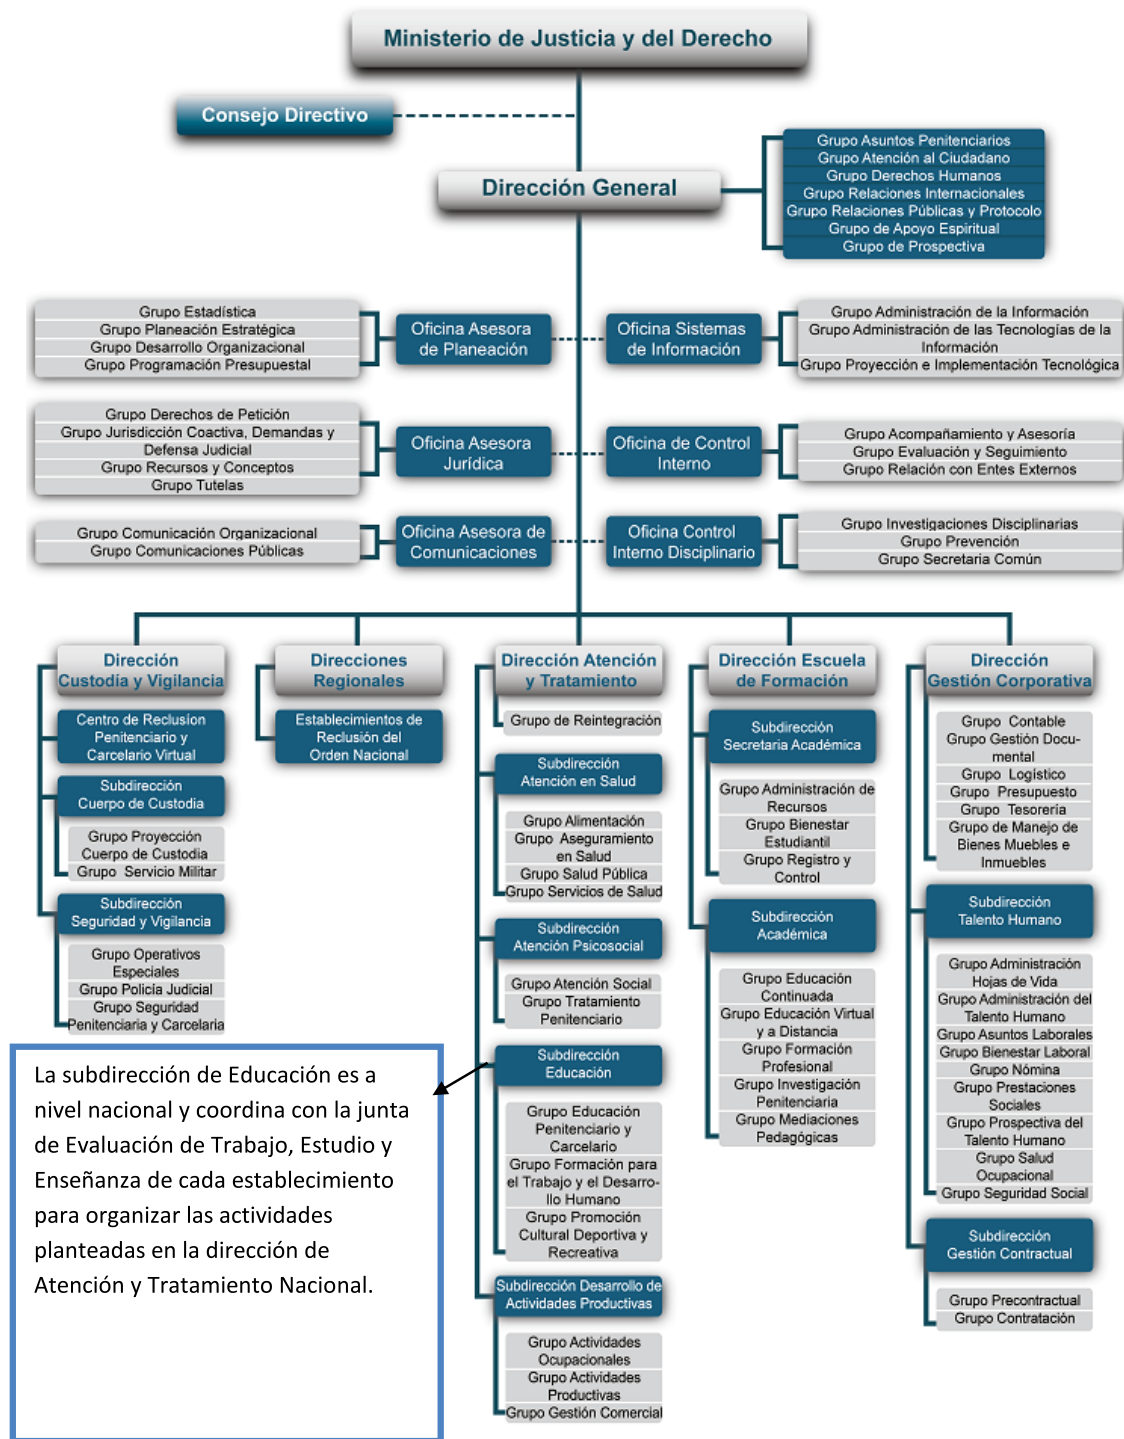 Ministerio de Justicia y del Derecho
Consejo Directivo
Dirección General
Grupo Asuntos Penitenciarios
Grupo Atención al Ciudadano
Grupo Derechos Humanos
Grupo Relaciones Internacionales
Grupo Relaciones Públicas y Protocolo
Grupo de Apoyo Espiritual
Grupo de Prospectiva
Grupo Estadística
Grupo Planeación Estratégica
Grupo Desarrollo Organizacional
Grupo Programación Presupuestal
Oficina Asesora
de Planeación
Oficina Sistemas
de Información
Grupo Administración de la Información
Grupo Administración de las Tecnologías de la
Información
Grupo Proyección e Implementación Tecnológica
Grupo Derechos de Petición
Grupo Jurisdicción Coactiva, Demandas y
Defensa Judicial
Grupo Recursos y Conceptos
Grupo Tutelas
Oficina Asesora
Jurídica
Oficina de Control
Interno
Grupo Acompañamiento y Asesoría
Grupo Evaluación y Seguimiento
Grupo Relación con Entes Externos
Grupo Comunicación Organizacional
Grupo Comunicaciones Públicas
Oficina Asesora de
Comunicaciones
Oficina Control
Interno Disciplinario
Grupo Investigaciones Disciplinarias
Grupo Prevención
Grupo Secretaria Común
Dirección
Custodía y Vigilancia
Centro de Reclusíon
Penitenciario y
Carcelario Virtual
Subdirección
Cuerpo de Custodia
Grupo Proyección
Cuerpo de Custodia
Grupo Servicio Militar
Subdirección
Seguridad y Vigilancia
Grupo Operativos
Especiales
Grupo Policía Judicial
Grupo Seguridad
Penitenciaria y Carcelaria
Direcciones
Regionales
Establecimientos de
Reclusión del
Orden Nacional
Dirección Atención
y Tratamiento
Grupo de Reintegración
Subdirección
Atención en Salud
Grupo Alimentación
Grupo Aseguramiento
en Salud
Grupo Salud Pública
Grupo Servicios de Salud
Subdirección
Atención Psicosocial
Grupo Atención Social
Grupo Tratamiento
Penitenciario
Subdirección
Educación
Grupo Educación
Penitenciario y
Carcelario
Grupo Formación para
el Trabajo y el Desarro-
llo Humano
Grupo Promoción
Cultural Deportiva y
Recreativa
Subdirección Desarrollo de
Actividades Productivas
Grupo Actividades
Ocupacionales
Grupo Actividades
Productivas
Grupo Gestión Comercial
Dirección Escuela
de Formación
Subdirección
Secretaria Académica
Grupo Administración de
Recursos
Grupo Bienestar
Estudiantil
Grupo Registro y
Control
Subdirección
Académica
Grupo Educación
Continuada
Grupo Educación Virtual
y a Distancia
Grupo Formación
Profesional
Grupo Investigación
Penitenciaria
Grupo Mediaciones
Pedagógicas
Dirección
Gestión Corporativa
Grupo Contable
Grupo Gestión Docu-
mental
Grupo Logístico
Grupo Presupuesto
Grupo Tesorería
Grupo de Manejo de
Bienes Muebles e
Inmuebles
Subdirección
Talento Humano
Grupo Administración
Hojas de Vida
Grupo Administración del
Talento Humano
Grupo Asuntos Laborales
Grupo Bienestar Laboral
Grupo Nómina
Grupo Prestaciones
Sociales
Grupo Prospectiva del
Talento Humano
Grupo Salud
Ocupacional
Grupo Seguridad Social
Subdirección
Gestión Contractual
Grupo Precontractual
Grupo Contratación
La subdirección de Educación es a
nivel nacional y coordina con la junta
de Evaluación de Trabajo, Estudio y
Enseñanza de cada establecimiento
para organizar las actividades
planteadas en la dirección de
Atención y Tratamiento Nacional.